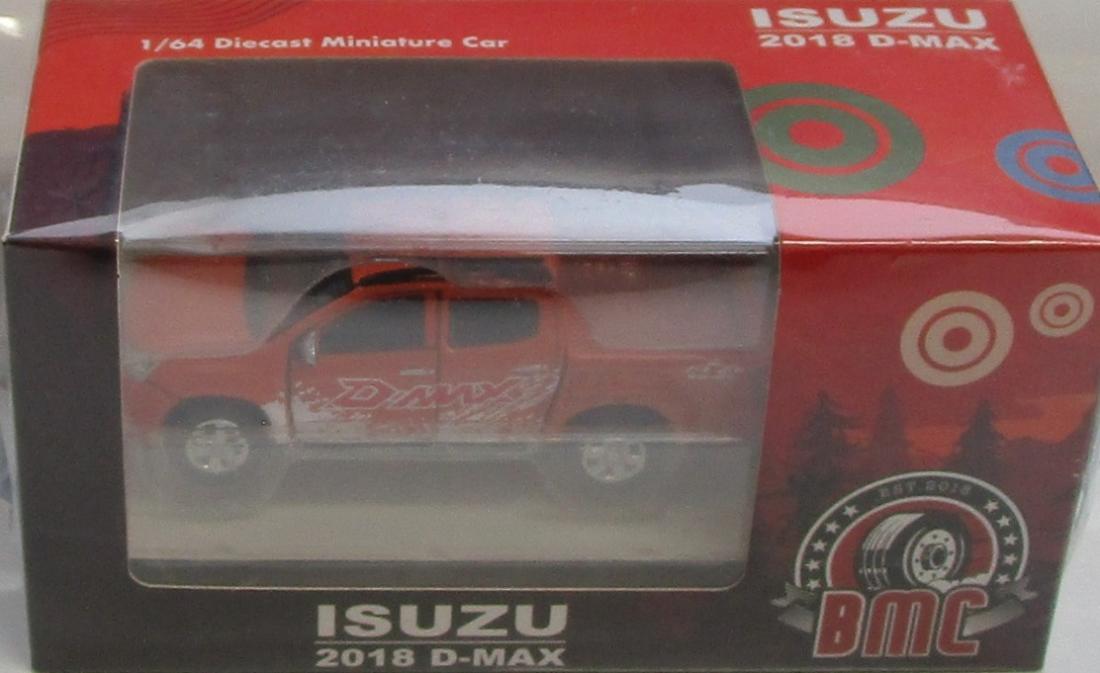 1/64 Diecast Miniature Car
ISUZU
2018 D-MAX
D-MAX
EST 2018
BMC
ISUZU
2018 D-MAX